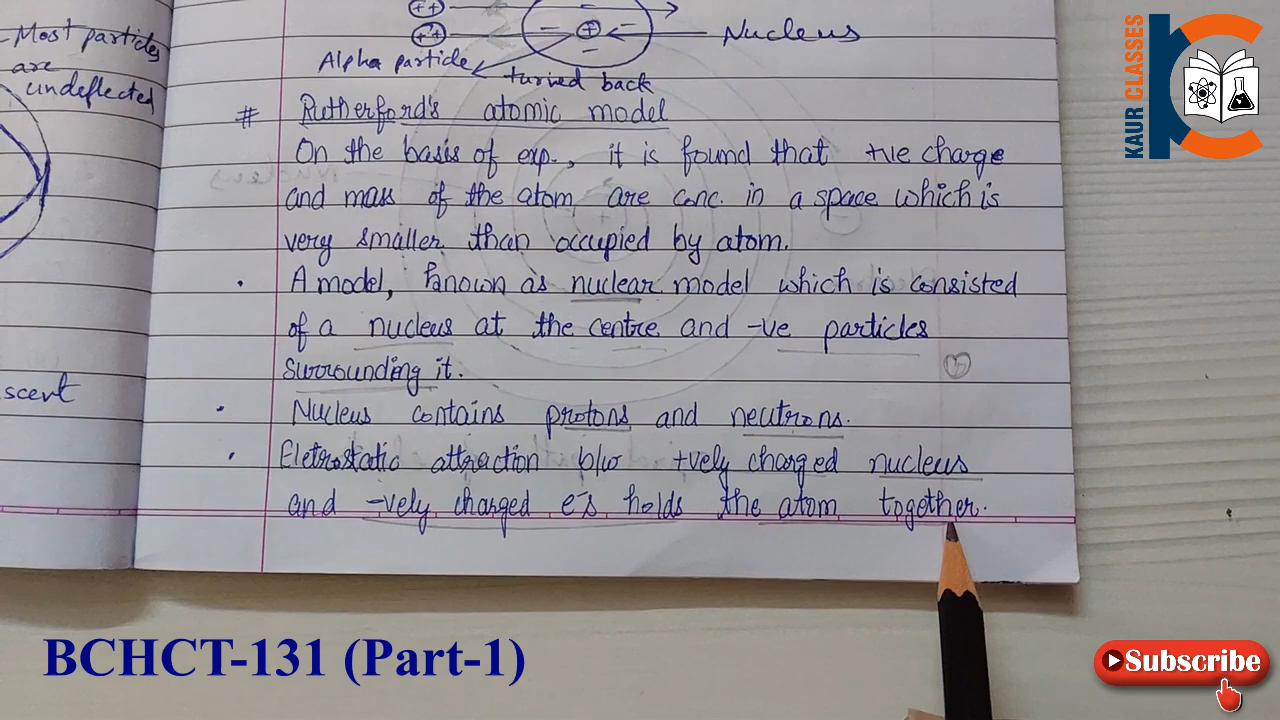 Most particles
are
undeflected
scent
++
++
+
Nucleus
Alpha particle
turned back
# Rutherford's atomic model
On the basis of exp., it is found that +ve charge
and mass of the atom are conc. in a space which is
very smaller than occupied by atom.
· A model, known as nuclear model which is consisted
of a nucleus at the centre and -ve particles
surrounding it.
· Nucleus contains protons and neutrons.
· Eletrostatic attraction b/w +vely charged nucleus
and -vely charged e-s holds the atom together.
KAUR CLASSES
BCHCT-131 (Part-1)
Subscribe